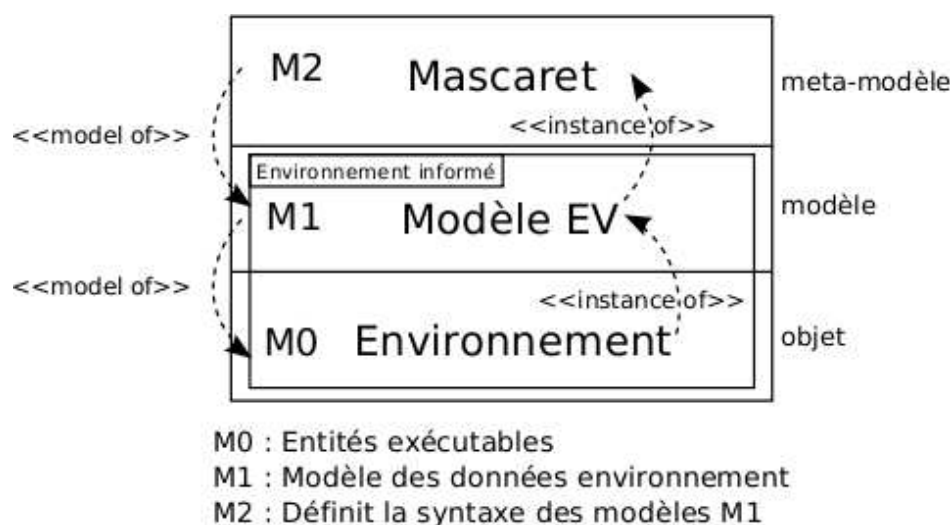 M2 Mascaret
meta-modèle
<<instance of>>
<<model of>>
Environnement informé
M1 Modèle EV
modèle
<<model of>>
<<instance of>>
M0 Environnement
objet
M0 : Entités exécutables
M1 : Modèle des données environnement
M2 : Définit la syntaxe des modèles M1